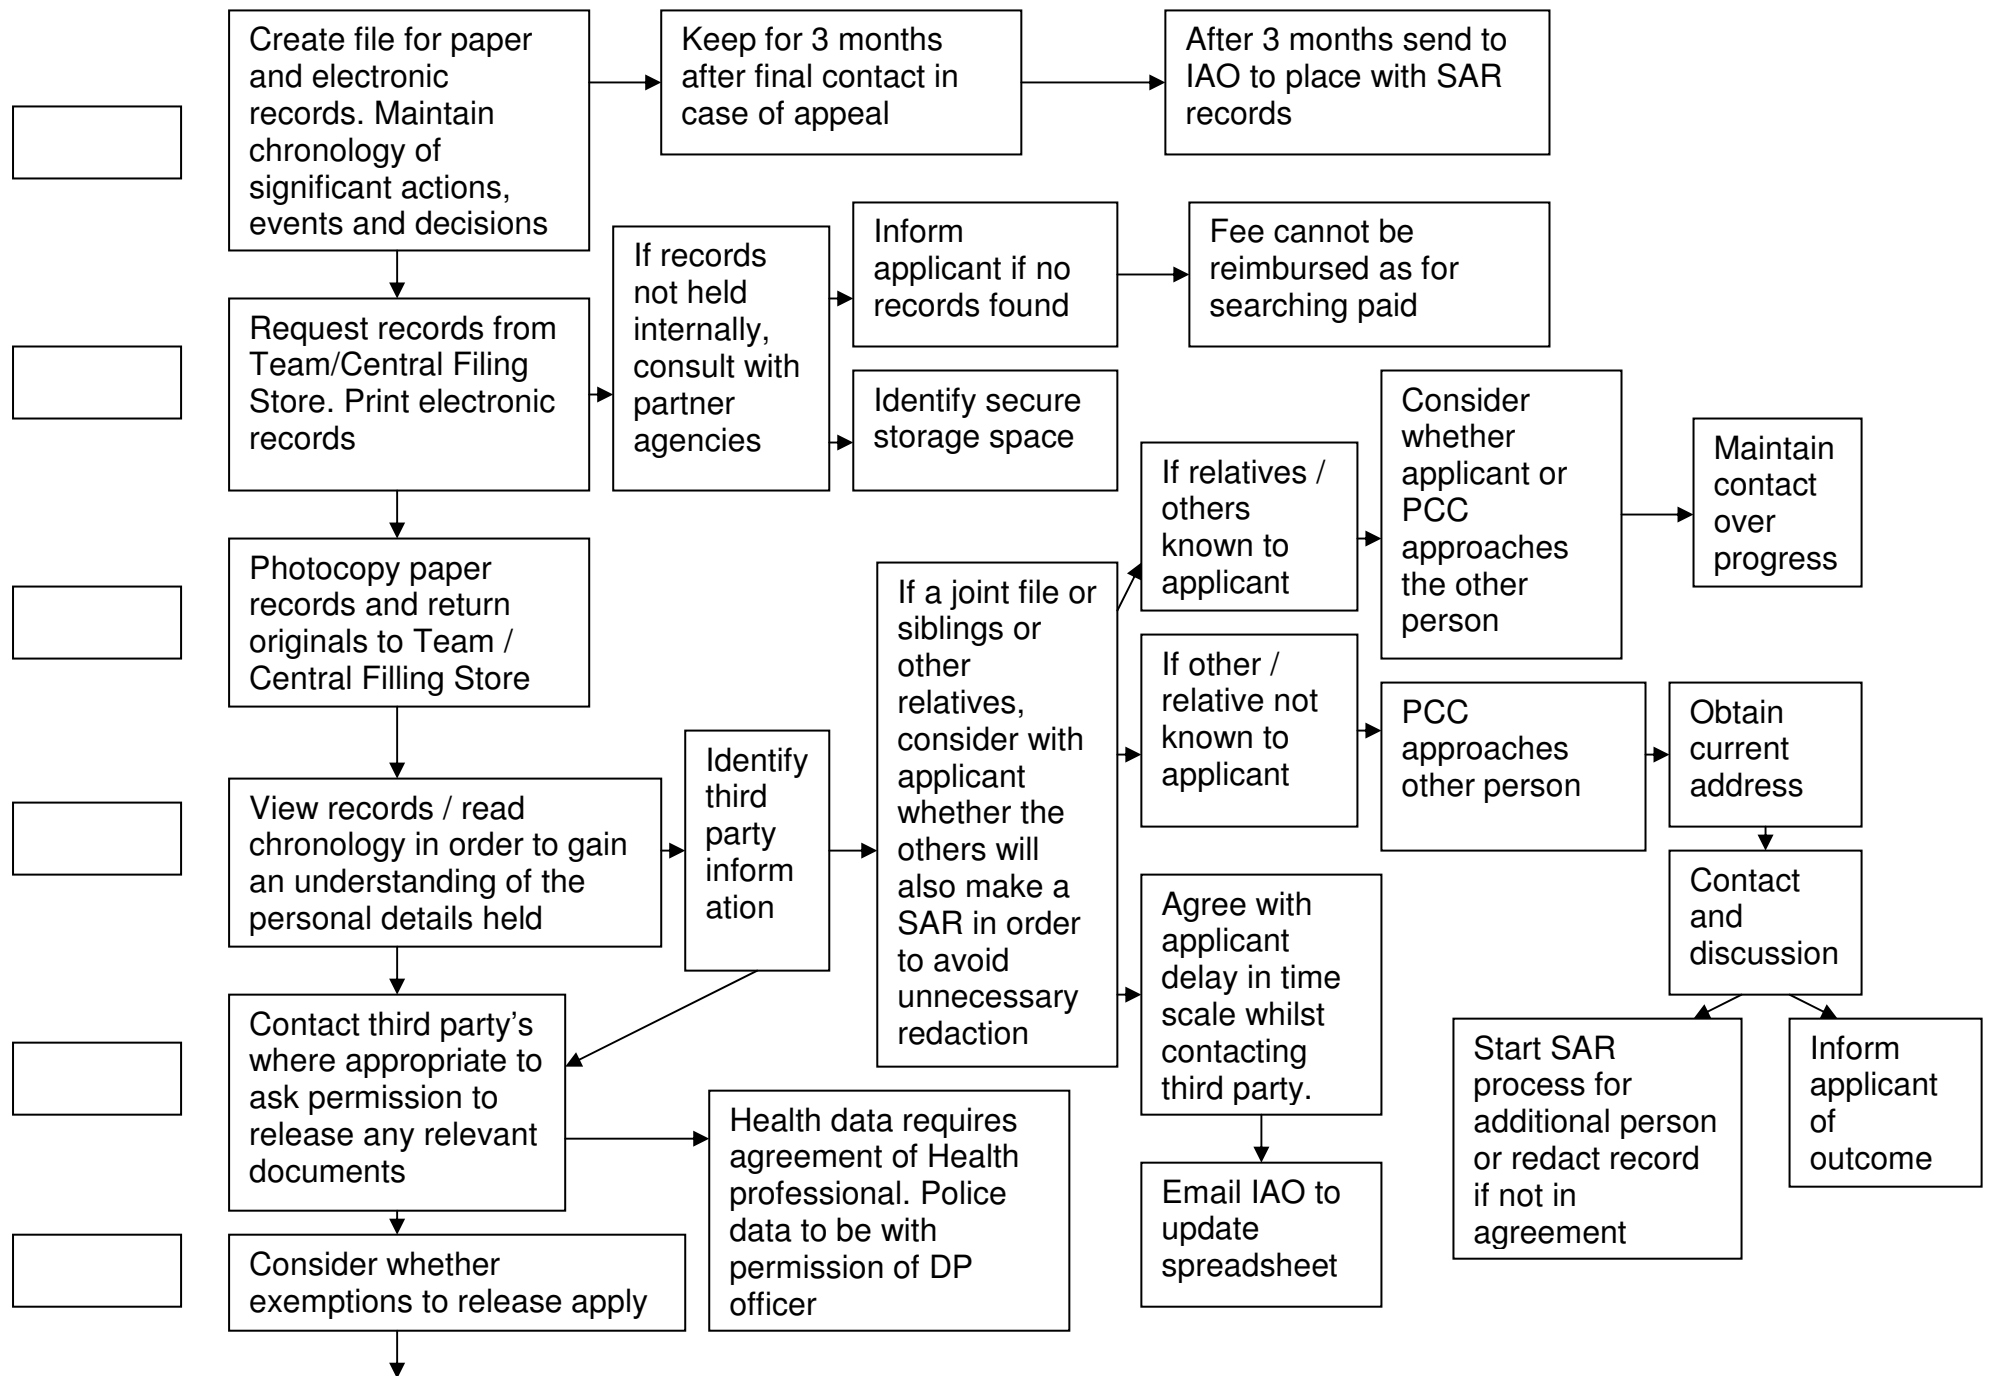 Create file for paper
and electronic
records. Maintain
chronology of
significant actions,
events and decisions
Keep for 3 months
after final contact in
case of appeal
After 3 months send to
IAO to place with SAR
records
Request records from
Team/Central Filing
Store. Print electronic
records
If records
not held
internally,
consult with
partner
agencies
Inform
applicant if no
records found
Fee cannot be
reimbursed as for
searching paid
Identify secure
storage space
Photocopy paper
records and return
originals to Team /
Central Filling Store
View records / read
chronology in order to gain
an understanding of the
personal details held
Identify
third
party
inform
ation
If a joint file or
siblings or
other
relatives,
consider with
applicant
whether the
others will
also make a
SAR in order
to avoid
unnecessary
redaction
If relatives /
others
known to
applicant
Consider
whether
applicant or
PCC
approaches
the other
person
Maintain
contact
over
progress
If other /
relative not
known to
applicant
PCC
approaches
other person
Obtain
current
address
Contact
and
discussion
Start SAR
process for
additional person
or redact record
if not in
agreement
Inform
applicant
of
outcome
Agree with
applicant
delay in time
scale whilst
contacting
third party.
Email IAO to
update
spreadsheet
Contact third party's
where appropriate to
ask permission to
release any relevant
documents
Health data requires
agreement of Health
professional. Police
data to be with
permission of DP
officer
Consider whether
exemptions to release apply